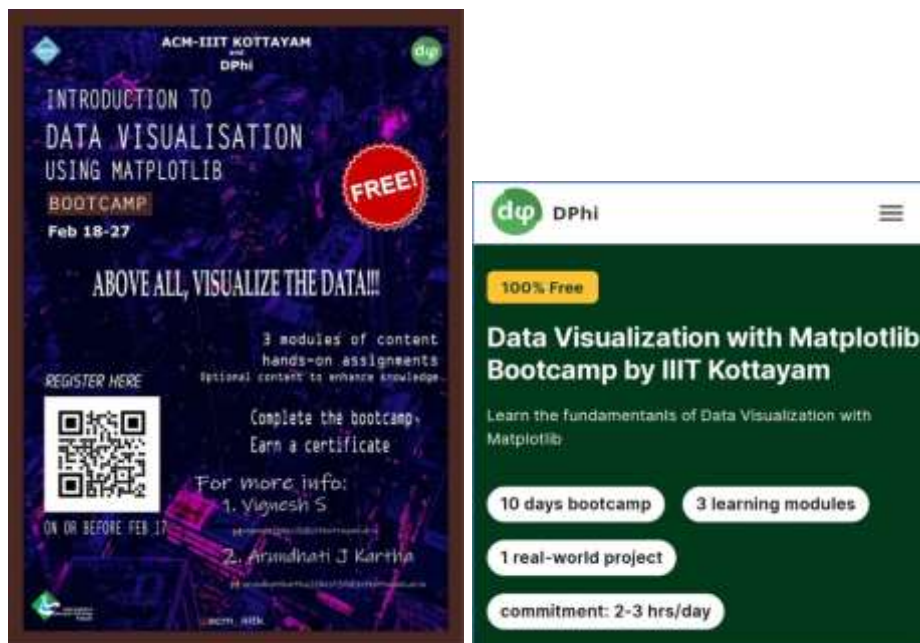 ACM-IIIT KOTTAYAM
and
DPhi
dφ
INTRODUCTION TO
DATA VISUALISATION
USING MATPLOTLIB
BOOTCAMP
Feb 18-27
FREE!
ABOVE ALL, VISUALIZE THE DATA!!!
3 modules of content
hands-on assignments
Optional content to enhance knowledge
REGISTER HERE
ON OR BEFORE FEB 17
Complete the bootcamp,
Earn a certificate
For more info:
1. Vignesh S
2. Arundhati J Kartha
acm_iiitk
dφ DPhi
100% Free
Data Visualization with Matplotlib
Bootcamp by IIIT Kottayam
Learn the fundamentanls of Data Visualization with
Matplotlib
10 days bootcamp 3 learning modules
1 real-world project
commitment: 2-3 hrs/day